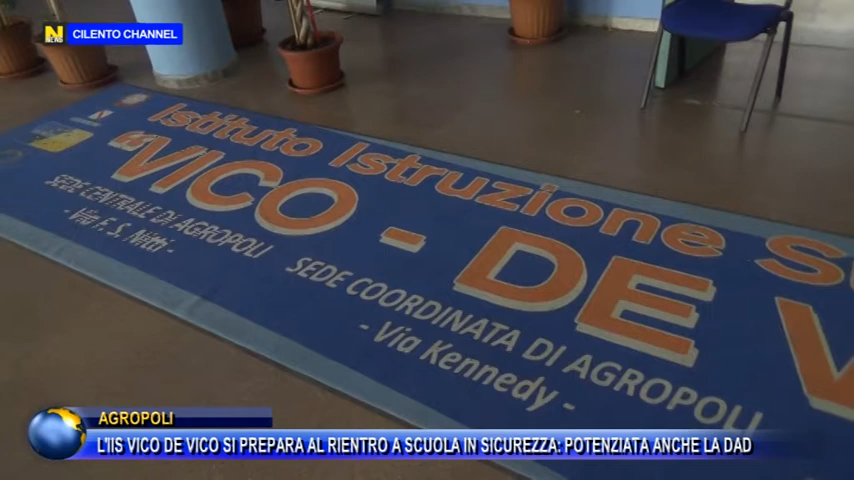 N
NEWS
CILENTO CHANNEL
Istituto Istruzione
"VICO - DE V
SEDE CENTRALE DI AGROPOLI
- Via F. S. Nitti -
SEDE COORDINATA DI AGROPOLI
- Via Kennedy -
AGROPOLI
L'IIS VICO DE VICO SI PREPARA AL RIENTRO A SCUOLA IN SICUREZZA: POTENZIATA ANCHE LA DAD